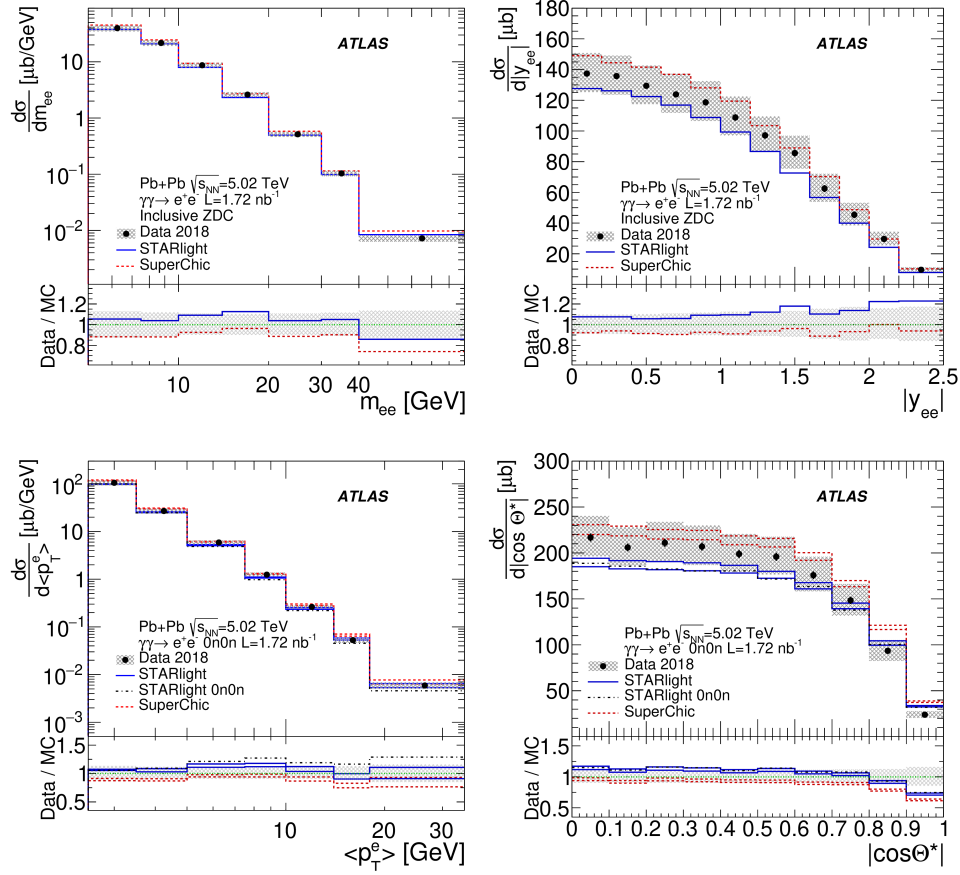 dσ/dm_ee [μb/GeV]
10
1
10⁻¹
10⁻²
ATLAS
Pb+Pb √s_NN=5.02 TeV
γγ→ e⁺e⁻ L=1.72 nb⁻¹
Inclusive ZDC
Data 2018
STARlight
SuperChic
Data / MC
1.2
1
0.8
10 20 30 40
m_ee [GeV]
dσ/d|y_ee| [μb]
180
160
140
120
100
80
60
40
20
ATLAS
Pb+Pb √s_NN=5.02 TeV
γγ→ e⁺e⁻ L=1.72 nb⁻¹
Inclusive ZDC
Data 2018
STARlight
SuperChic
Data / MC
1.2
1
0.8
0 0.5 1 1.5 2 2.5
|y_ee|
dσ/d<p_T^e> [μb/GeV]
10²
10
1
10⁻¹
10⁻²
10⁻³
ATLAS
Pb+Pb √s_NN=5.02 TeV
γγ→ e⁺e⁻ 0n0n L=1.72 nb⁻¹
Data 2018
STARlight
STARlight 0n0n
SuperChic
Data / MC
1.5
1
0.5
10 20 30
<p_T^e> [GeV]
dσ/d|cos Θ*| [μb]
300
250
200
150
100
50
ATLAS
Pb+Pb √s_NN=5.02 TeV
γγ→ e⁺e⁻ 0n0n L=1.72 nb⁻¹
Data 2018
STARlight
STARlight 0n0n
SuperChic
Data / MC
1.5
1
0.5
0 0.1 0.2 0.3 0.4 0.5 0.6 0.7 0.8 0.9 1
|cosΘ*|